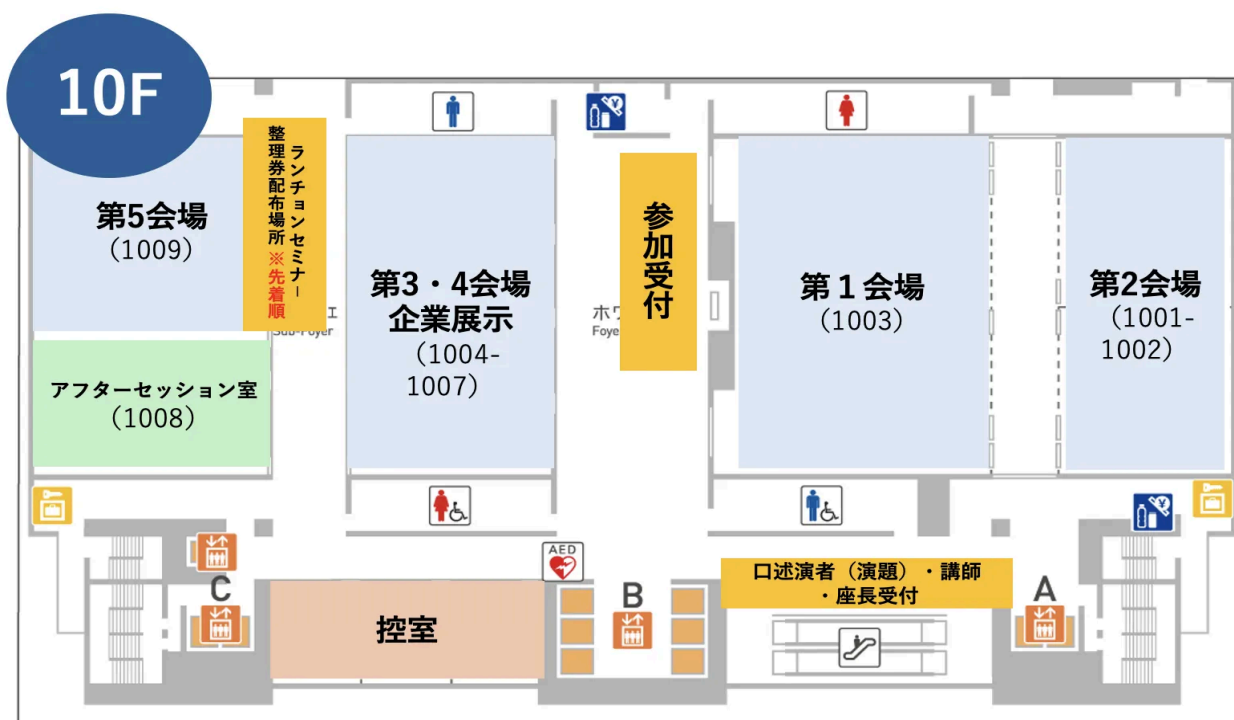 10F
第5会場
（1009）
ランチョンセミナー
整理券配布場所※先着順
Sub-Foyer
アフターセッション室
（1008）
第3・4会場
企業展示
（1004-
1007）
参加受付
Foye
第１会場
（1003）
第2会場
（1001-
1002）
AED
口述演者（演題）・講師
・座長受付
C
控室
B
A